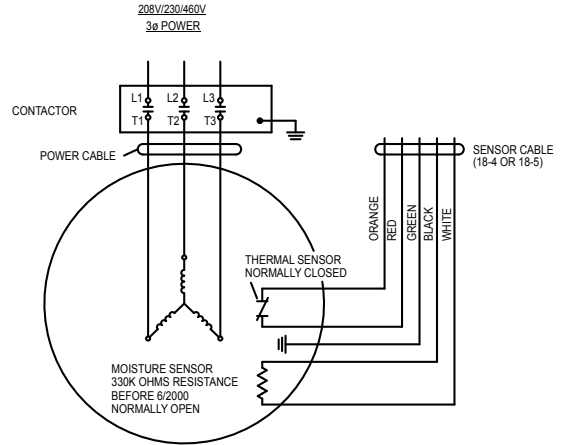 208V/230/460V
3ø POWER
L1 L2 L3
CONTACTOR
T1 T2 T3
POWER CABLE
SENSOR CABLE
(18-4 OR 18-5)
ORANGE
RED
GREEN
BLACK
WHITE
THERMAL SENSOR
NORMALLY CLOSED
MOISTURE SENSOR
330K OHMS RESISTANCE
BEFORE 6/2000
NORMALLY OPEN